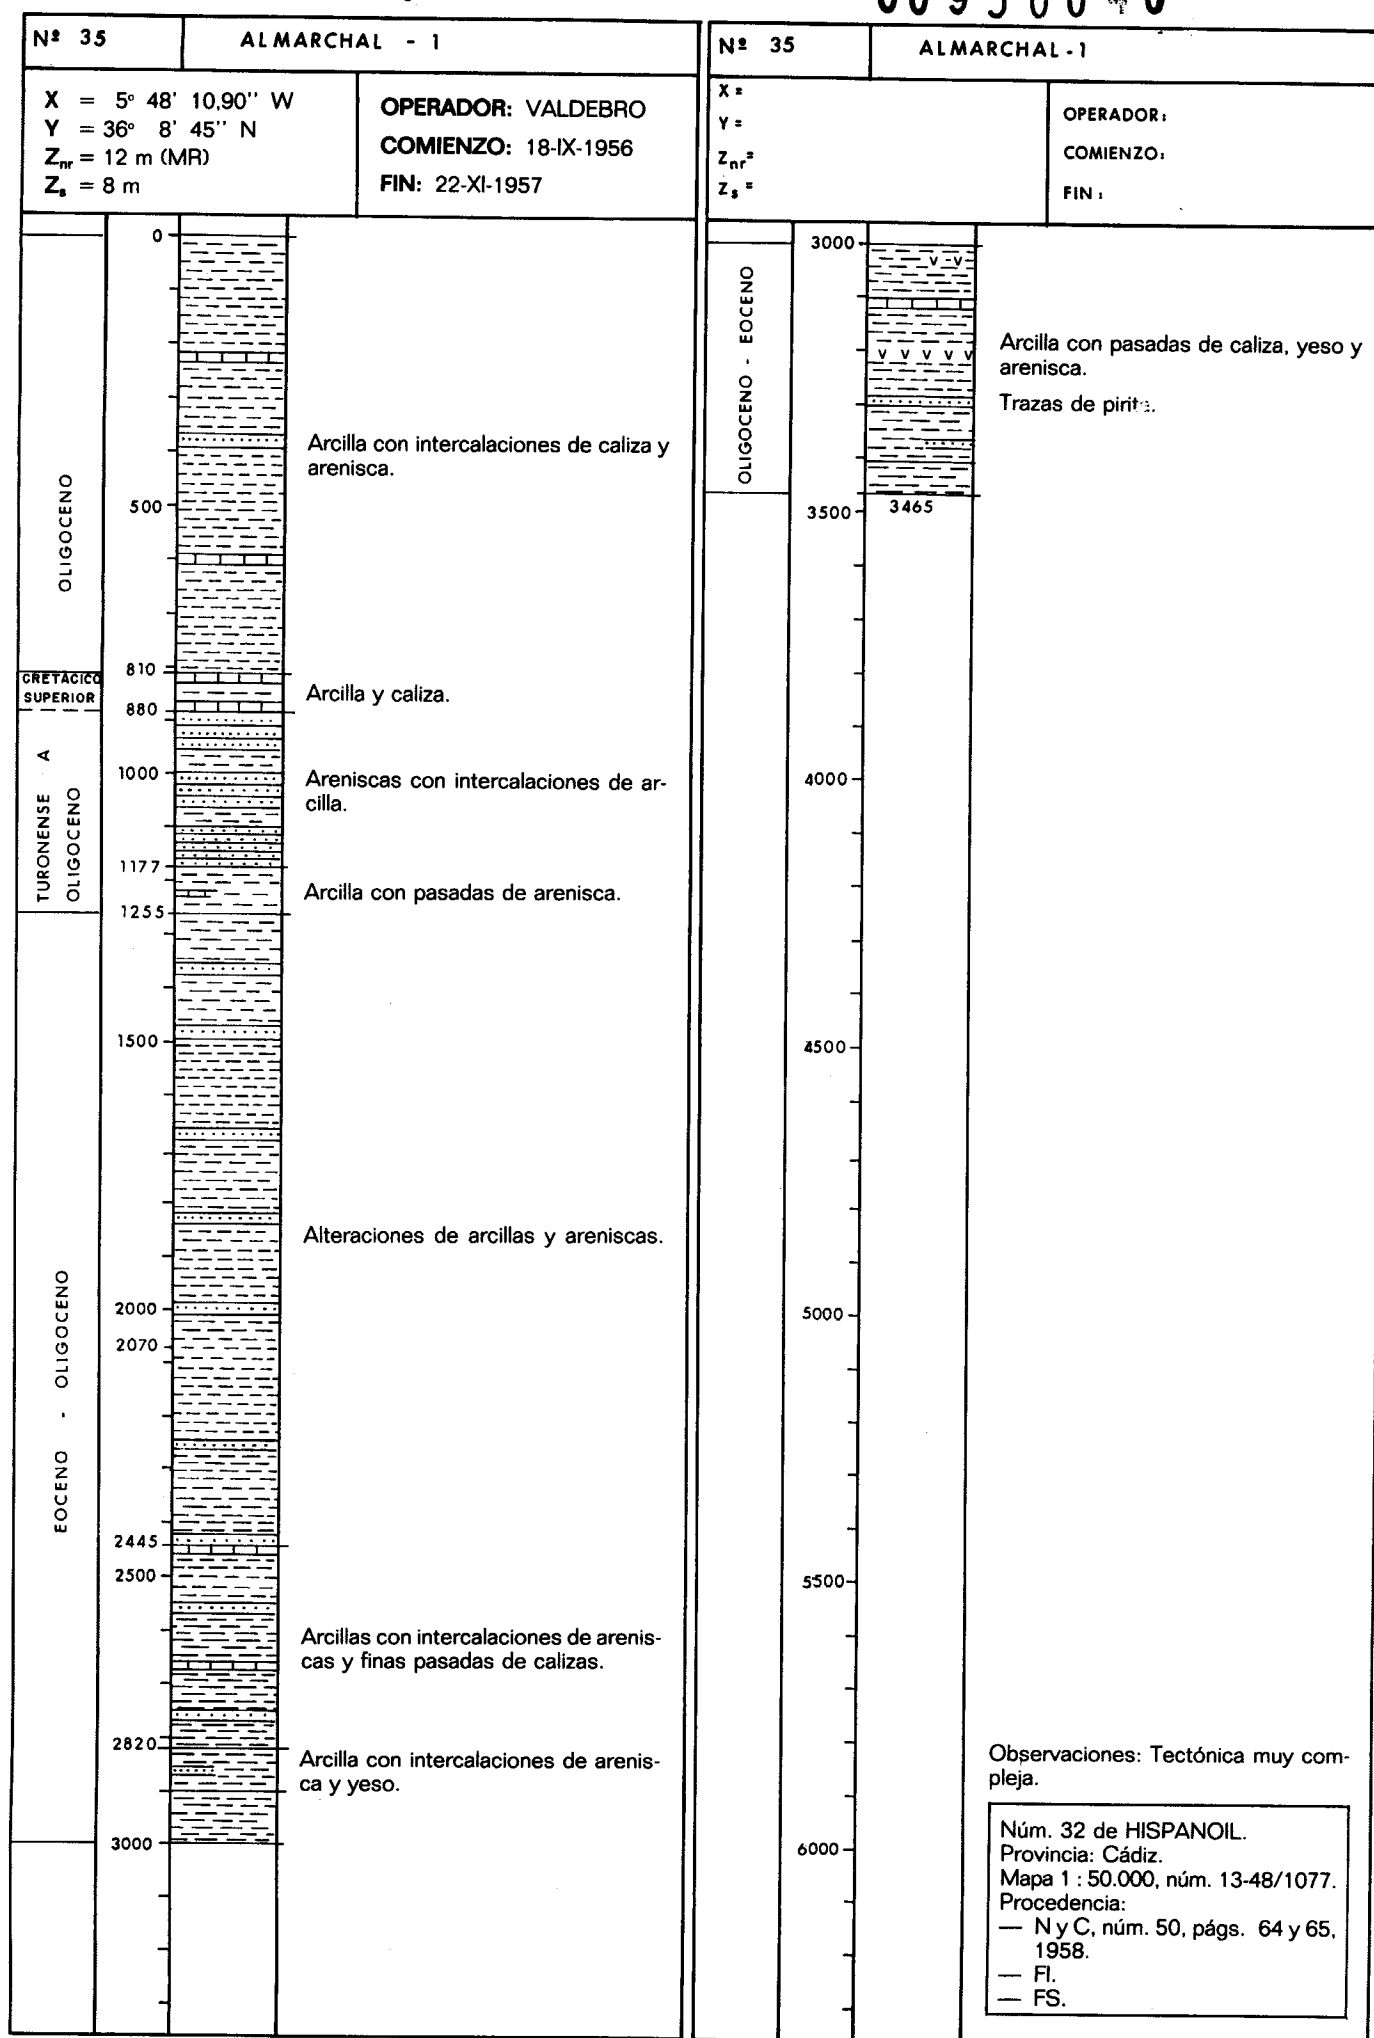 Nº 35
ALMARCHAL - 1
X = 5º 48' 10,90'' W
Y = 36º 8' 45'' N
Znr = 12 m (MR)
Zs = 8 m
OPERADOR: VALDEBRO
COMIENZO: 18-IX-1956
FIN: 22-XI-1957
0
500
810
880
1000
1177
1255
1500
2000
2070
2445
2500
2820
3000
OLIGOCENO
CRETACICO
SUPERIOR
TURONENSE A
OLIGOCENO
EOCENO - OLIGOCENO
Arcilla con intercalaciones de caliza y
arenisca.
Arcilla y caliza.
Areniscas con intercalaciones de ar-
cilla.
Arcilla con pasadas de arenisca.
Alteraciones de arcillas y areniscas.
Arcillas con intercalaciones de arenis-
cas y finas pasadas de calizas.
Arcilla con intercalaciones de arenis-
ca y yeso.
Nº 35
ALMARCHAL - 1
X =
Y =
Znr =
Zs =
OPERADOR:
COMIENZO:
FIN:
OLIGOCENO - EOCENO
3000
3500
4000
4500
5000
5500
6000
v v
v v v v v
3465
Arcilla con pasadas de caliza, yeso y
arenisca.
Trazas de pirita.
Observaciones: Tectónica muy com-
pleja.
Núm. 32 de HISPANOIL.
Provincia: Cádiz.
Mapa 1 : 50.000, núm. 13-48/1077.
Procedencia:
— N y C, núm. 50, págs. 64 y 65,
1958.
— FI.
— FS.